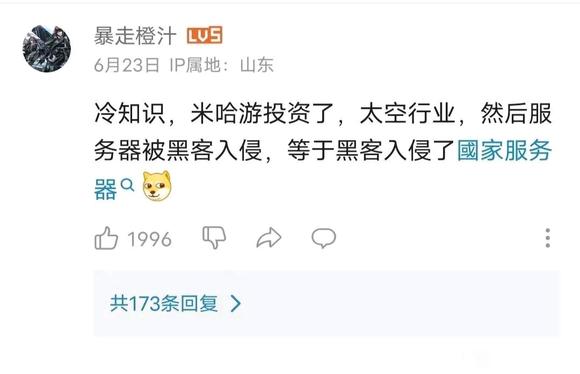 暴走橙汁 LV5
6月23日 IP属地：山东
冷知识，米哈游投资了，太空行业，然后服
务器被黑客入侵，等于黑客入侵了國家服务
器
1996
共173条回复